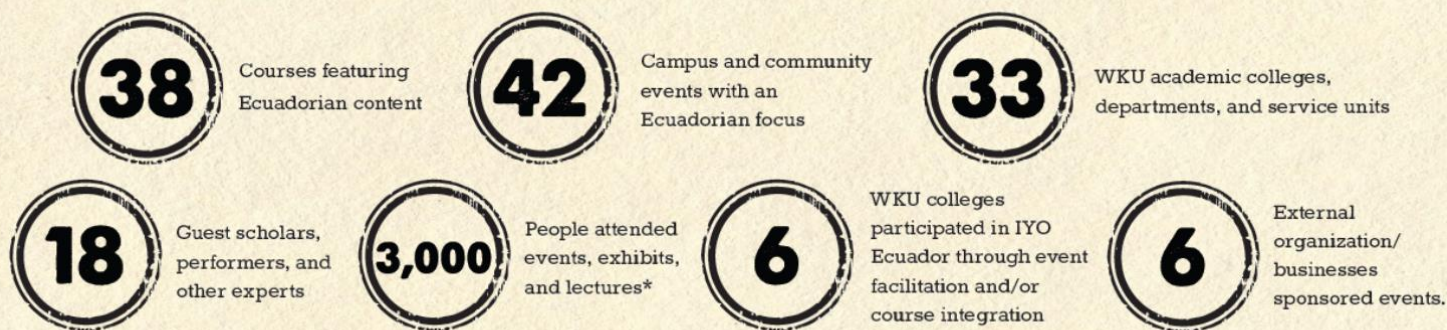 38
Courses featuring
Ecuadorian content
42
Campus and community
events with an
Ecuadorian focus
33
WKU academic colleges,
departments, and service units
18
Guest scholars,
performers, and
other experts
3,000
People attended
events, exhibits,
and lectures*
6
WKU colleges
participated in IYO
Ecuador through event
facilitation and/or
course integration
6
External
organization/
businesses
sponsored events.